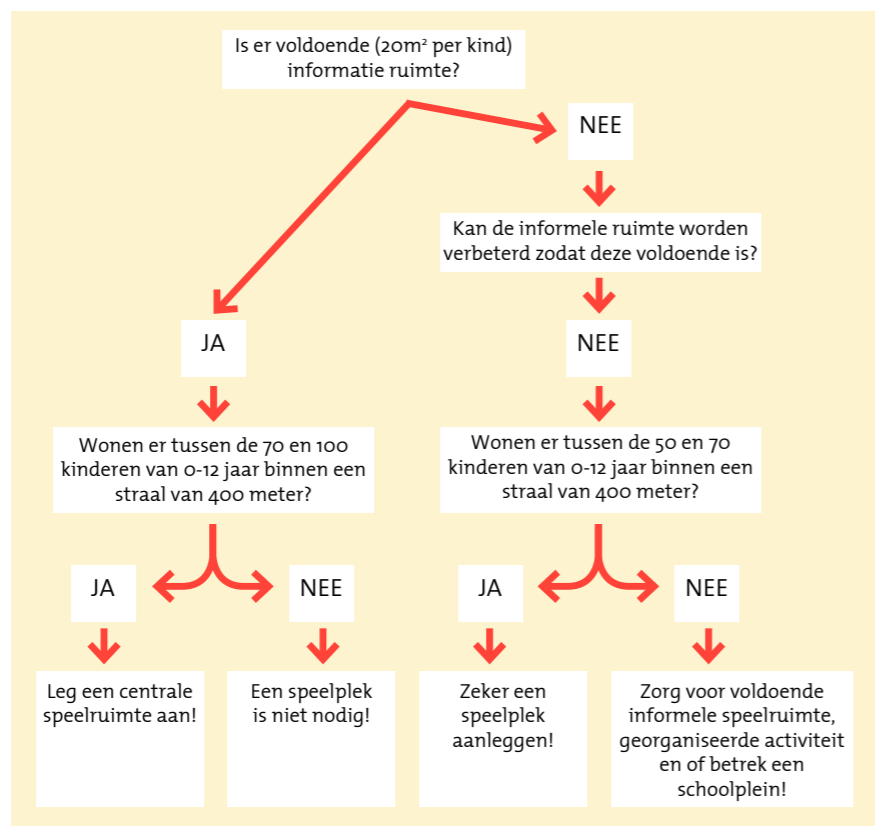 Is er voldoende (20m² per kind)
informatie ruimte?
NEE
Kan de informele ruimte worden
verbeterd zodat deze voldoende is?
JA
NEE
Wonen er tussen de 70 en 100
kinderen van 0-12 jaar binnen een
straal van 400 meter?
Wonen er tussen de 50 en 70
kinderen van 0-12 jaar binnen een
straal van 400 meter?
JA
NEE
JA
NEE
Leg een centrale
speelruimte aan!
Een speelplek
is niet nodig!
Zeker een
speelplek
aanleggen!
Zorg voor voldoende
informele speelruimte,
georganiseerde activiteit
en of betrek een
schoolplein!